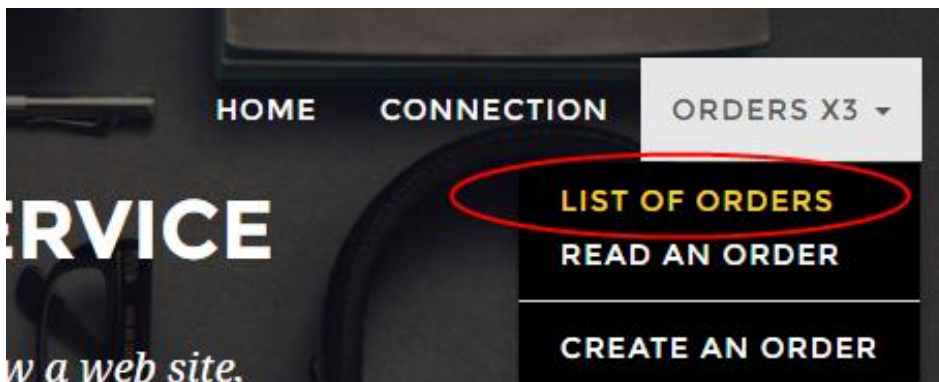 HOME CONNECTION ORDERS X3
LIST OF ORDERS
ERVICE
READ AN ORDER
CREATE AN ORDER
w a web site,